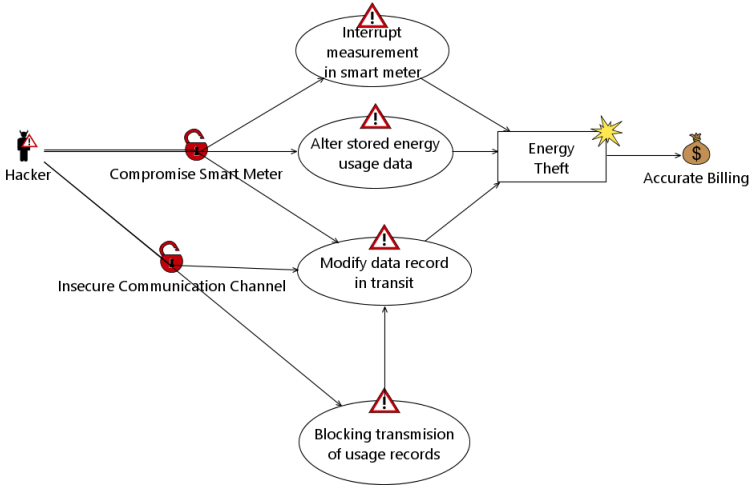 Interrupt
measurement
in smart meter
Alter stored energy
usage data
Energy
Theft
$
Hacker
Compromise Smart Meter
Accurate Billing
Modify data record
in transit
Insecure Communication Channel
Blocking transmision
of usage records